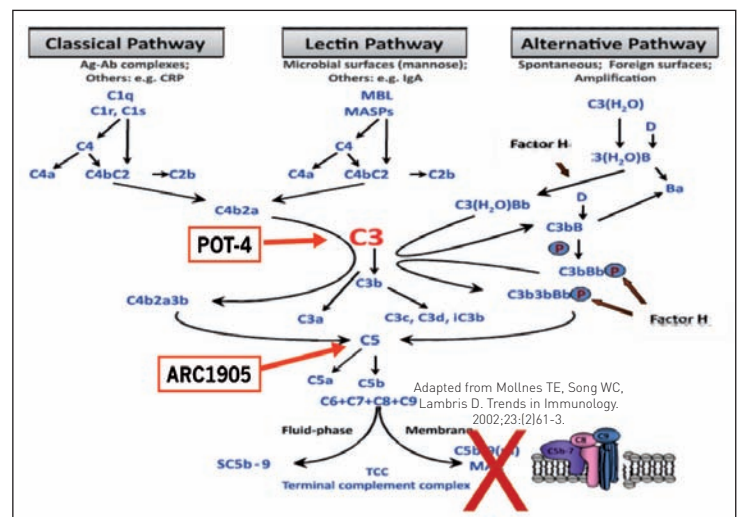 Classical Pathway
Ag-Ab complexes;
Others: e.g. CRP
Lectin Pathway
Microbial surfaces (mannose);
Others: e.g. IgA
Alternative Pathway
Spontaneous; Foreign surfaces;
Amplification
C1q
C1r, C1s
C4
C4a
C4bC2
C2b
MBL
MASPs
C4
C4a
C4bC2
C2b
C3(H₂O)
D
Factor H
:3(H₂O)B
Ba
C3(H₂O)Bb
D
C3bB
P
C3bBb P
C3b3bBb P
Factor H
C4b2a
POT-4
C3
C3b
C4b2a3b
C3a
C3c, C3d, iC3b
C5
ARC1905
C5a
C5b
C6+C7+C8+C9
Adapted from Mollnes TE, Song WC,
Lambris D. Trends in Immunology.
2002;23:(2)61-3.
Fluid-phase
Membrane
SC5b-9
TCC
Terminal complement complex
C5b-7
C8
C9